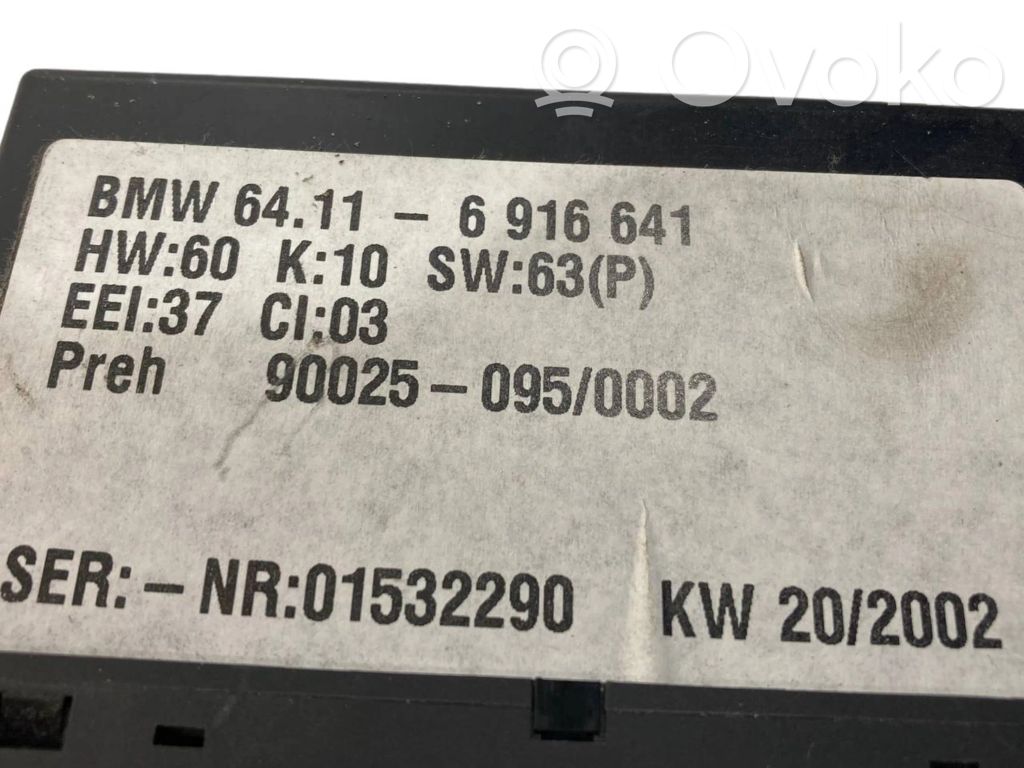 Ovoko
BMW 64.11 - 6 916 641
HW:60 K:10 SW:63(P)
EEI:37 CI:03
Preh 90025-095/0002
SER:-NR:01532290 KW 20/2002